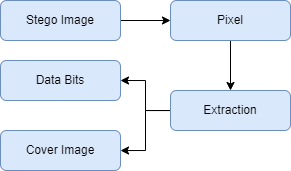 Stego Image
Pixel
Data Bits
Extraction
Cover Image